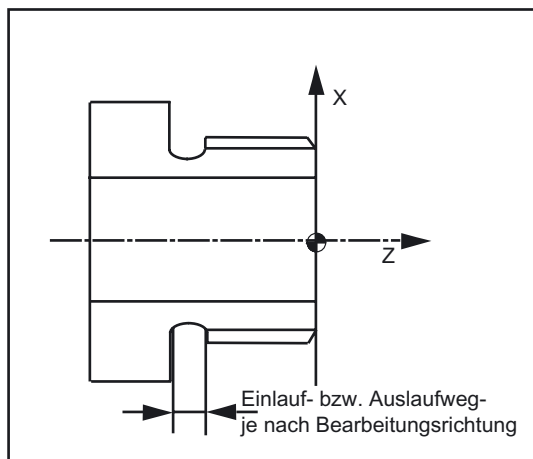 X
Z
Einlauf- bzw. Auslaufweg-
je nach Bearbeitungsrichtung